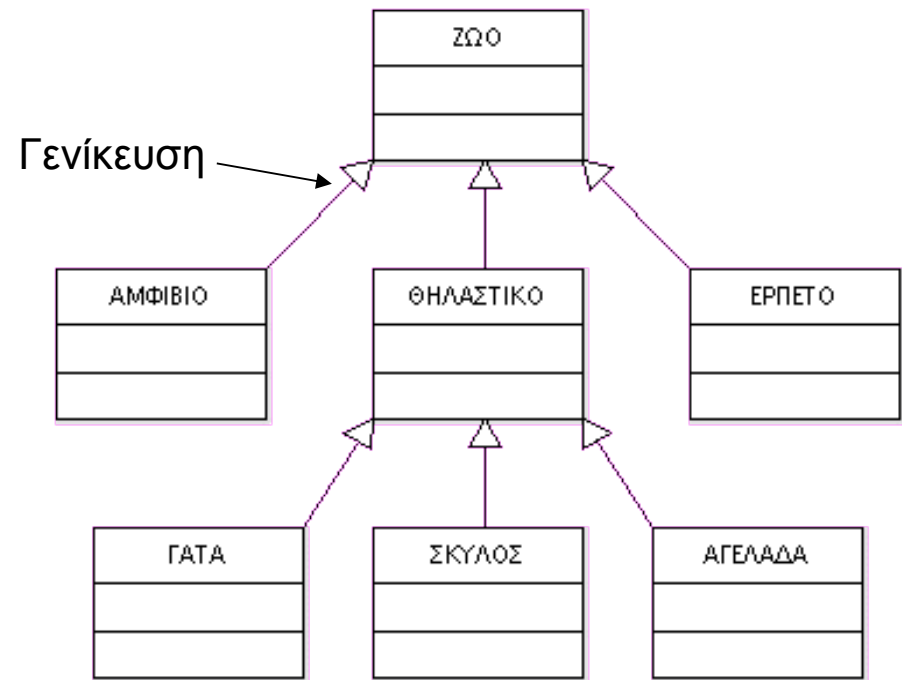 ΖΩΟ
Γενίκευση
ΑΜΦΙΒΙΟ
ΘΗΛΑΣΤΙΚΟ
ΕΡΠΕΤΟ
ΓΑΤΑ
ΣΚΥΛΟΣ
ΑΓΕΛΑΔΑ